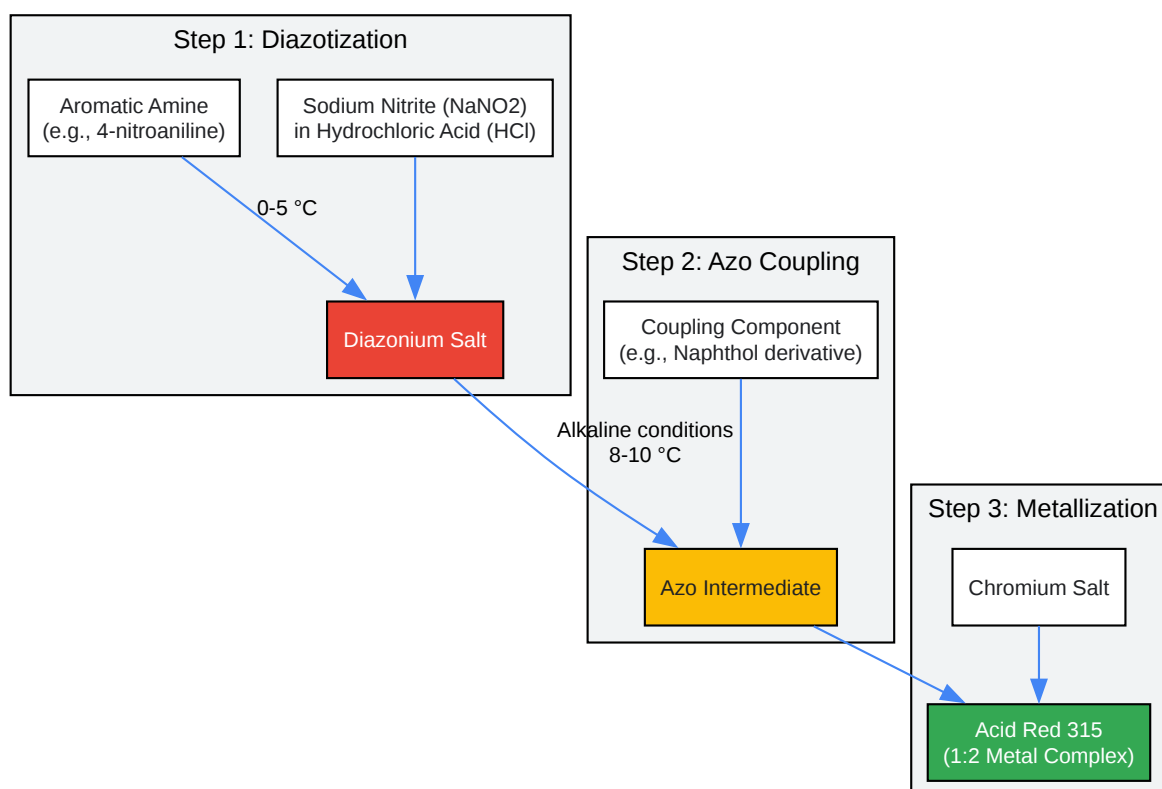 Step 1: Diazotization
Aromatic Amine
(e.g., 4-nitroaniline)
Sodium Nitrite (NaNO2)
in Hydrochloric Acid (HCl)
0-5 °C
Diazonium Salt
Step 2: Azo Coupling
Coupling Component
(e.g., Naphthol derivative)
Alkaline conditions
8-10 °C
Azo Intermediate
Step 3: Metallization
Chromium Salt
Acid Red 315
(1:2 Metal Complex)